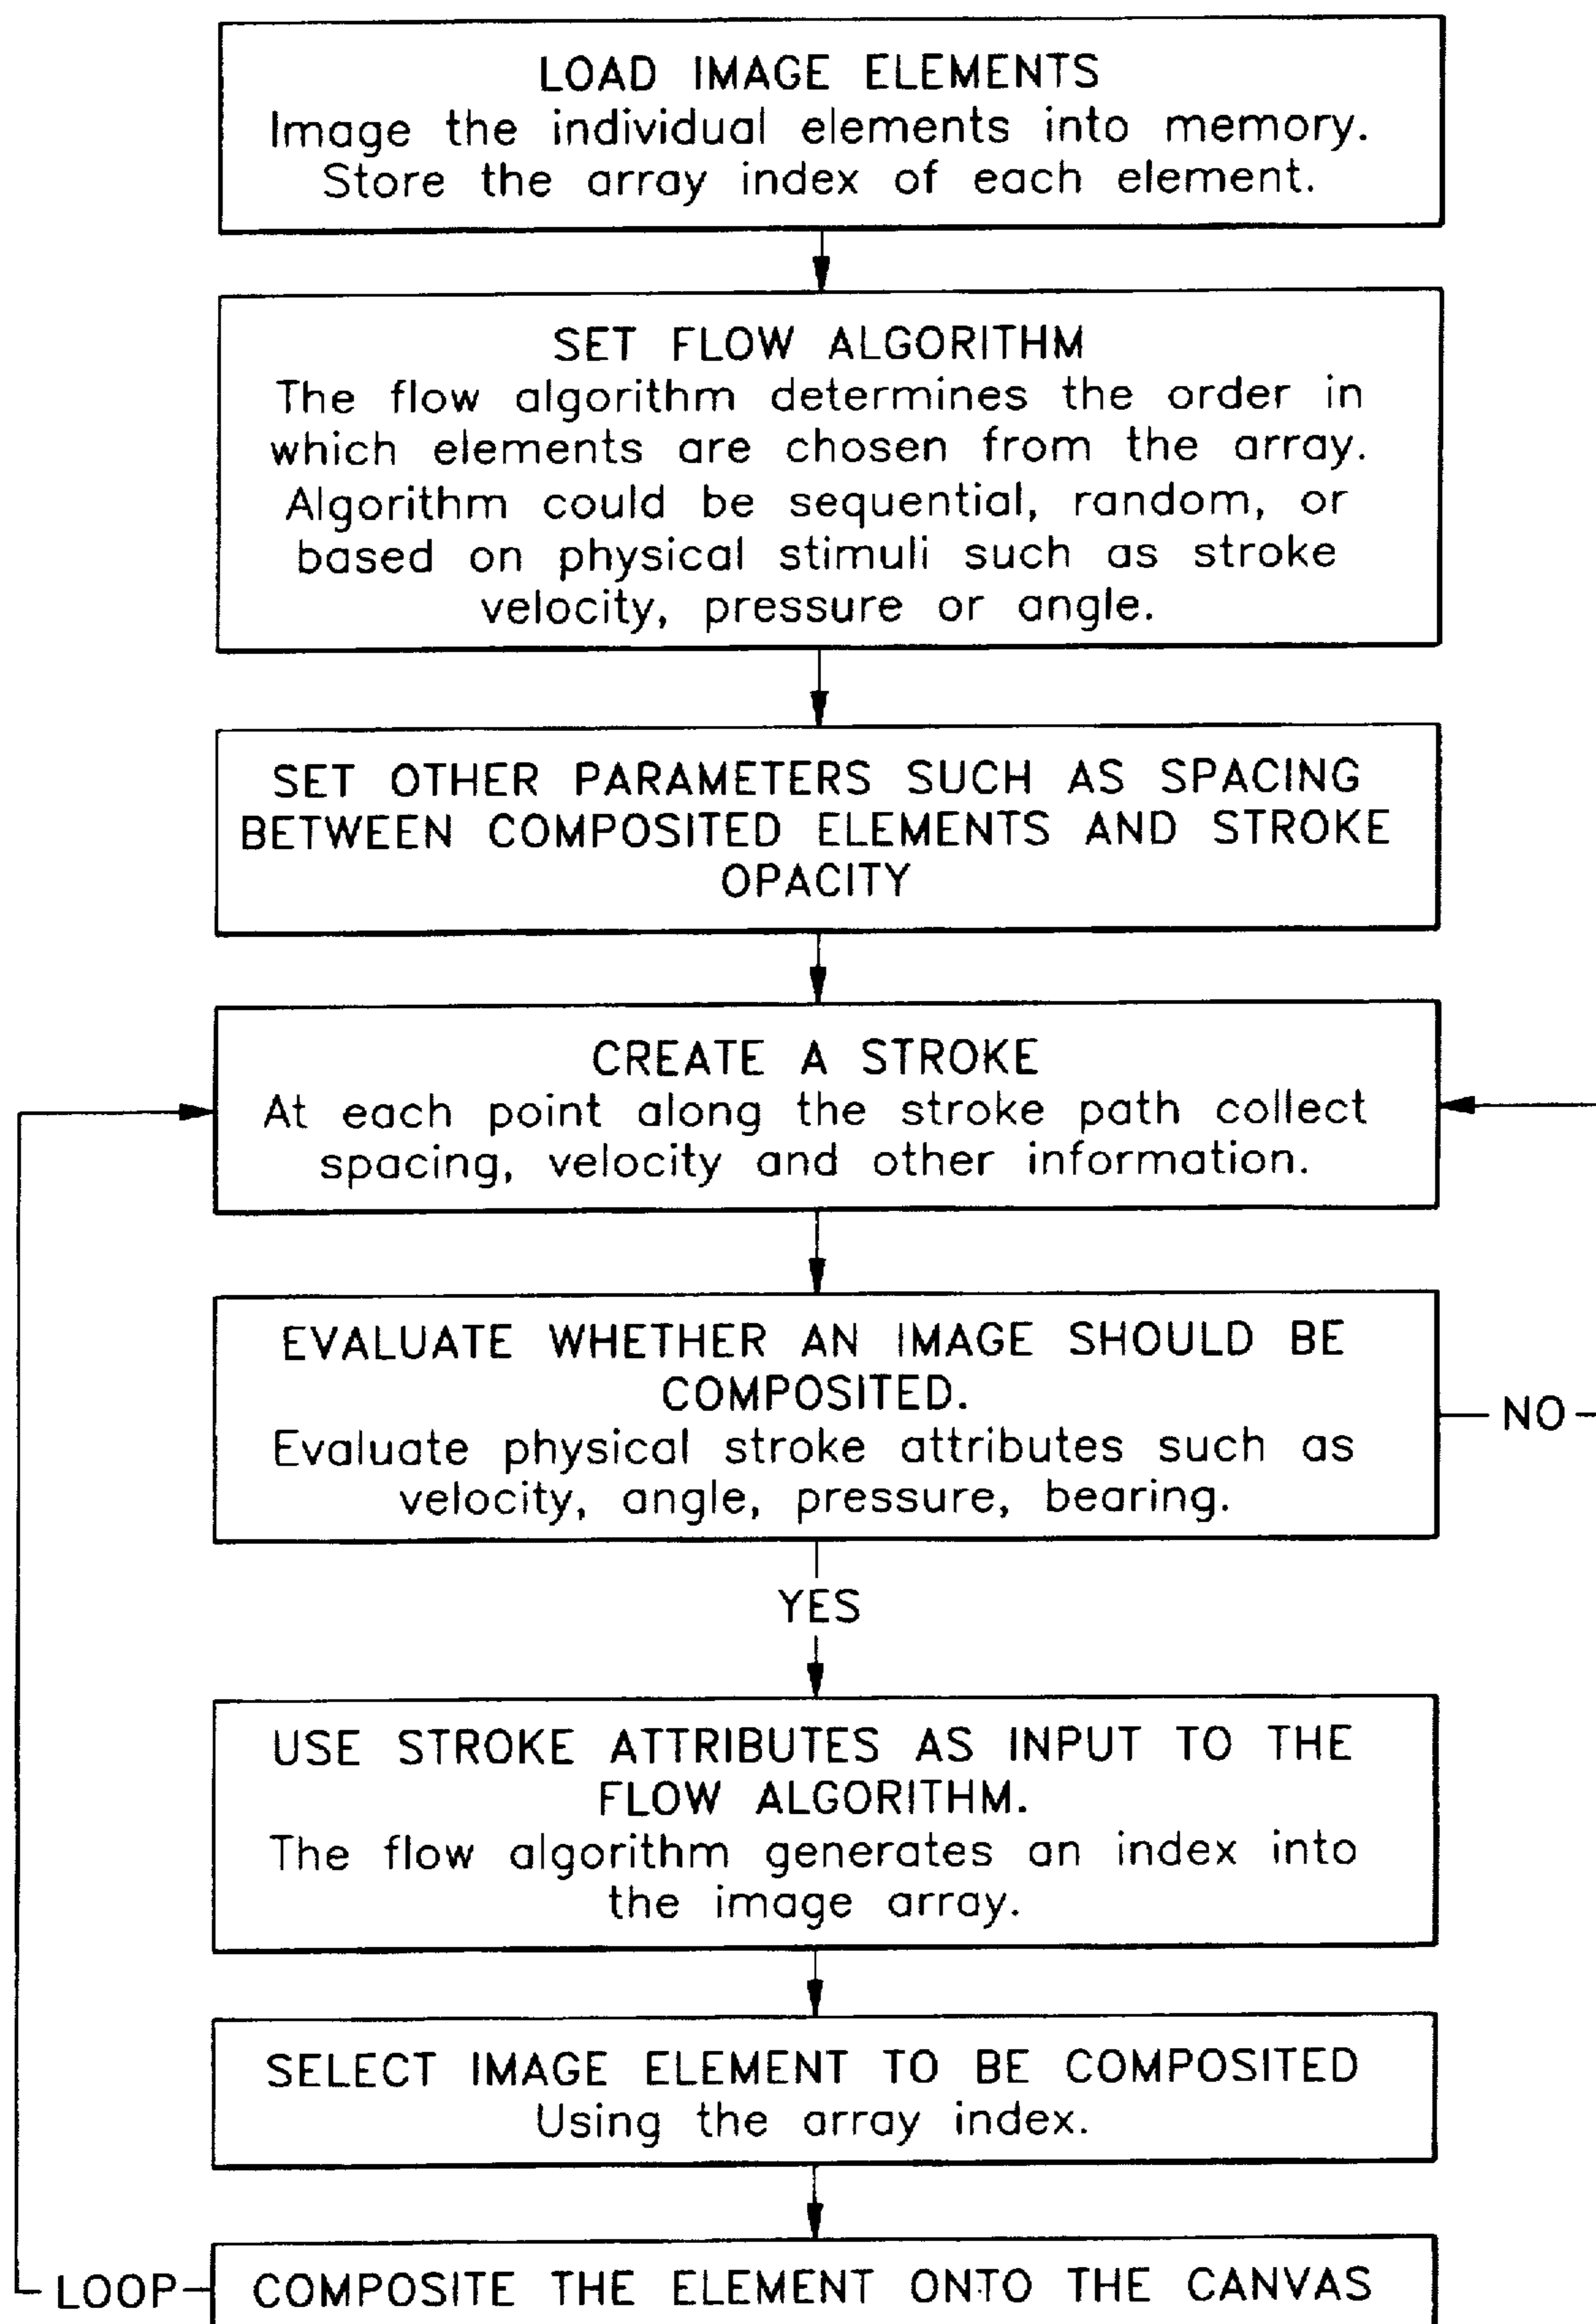 LOAD IMAGE ELEMENTS
Image the individual elements into memory.
Store the array index of each element.
SET FLOW ALGORITHM
The flow algorithm determines the order in
which elements are chosen from the array.
Algorithm could be sequential, random, or
based on physical stimuli such as stroke
velocity, pressure or angle.
SET OTHER PARAMETERS SUCH AS SPACING
BETWEEN COMPOSITED ELEMENTS AND STROKE
OPACITY
CREATE A STROKE
At each point along the stroke path collect
spacing, velocity and other information.
EVALUATE WHETHER AN IMAGE SHOULD BE
COMPOSITED.
Evaluate physical stroke attributes such as
velocity, angle, pressure, bearing.
NO
YES
USE STROKE ATTRIBUTES AS INPUT TO THE
FLOW ALGORITHM.
The flow algorithm generates an index into
the image array.
SELECT IMAGE ELEMENT TO BE COMPOSITED
Using the array index.
LOOP
COMPOSITE THE ELEMENT ONTO THE CANVAS